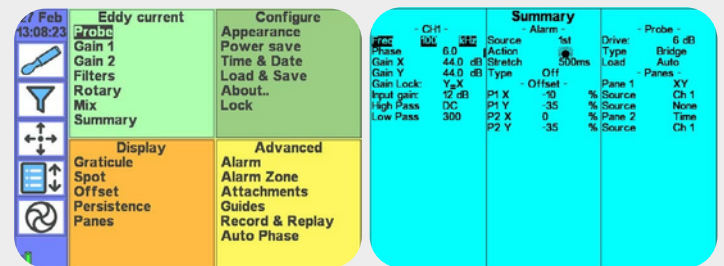 27 Feb
13:08:23
Eddy current
Probe
Gain 1
Gain 2
Filters
Rotary
Mix
Summary
Configure
Appearance
Power save
Time & Date
Load & Save
About..
Lock
Display
Graticule
Spot
Offset
Persistence
Panes
Advanced
Alarm
Alarm Zone
Attachments
Guides
Record & Replay
Auto Phase
Summary
- CH1 -
Freq 100 kHz
Phase 6.0
Gain X 44.0 dB
Gain Y 44.0 dB
Gain Lock: Y=X
Input gain: 12 dB
High Pass DC
Low Pass 300
- Alarm -
Source 1st
Action
Stretch 500ms
Type Off
- Offset -
P1 X -10 %
P1 Y -35 %
P2 X 0 %
P2 Y -35 %
- Probe -
Drive: 6 dB
Type Bridge
Load Auto
- Panes -
Pane 1 XY
Source Ch 1
Source None
Pane 2 Time
Source Ch 1